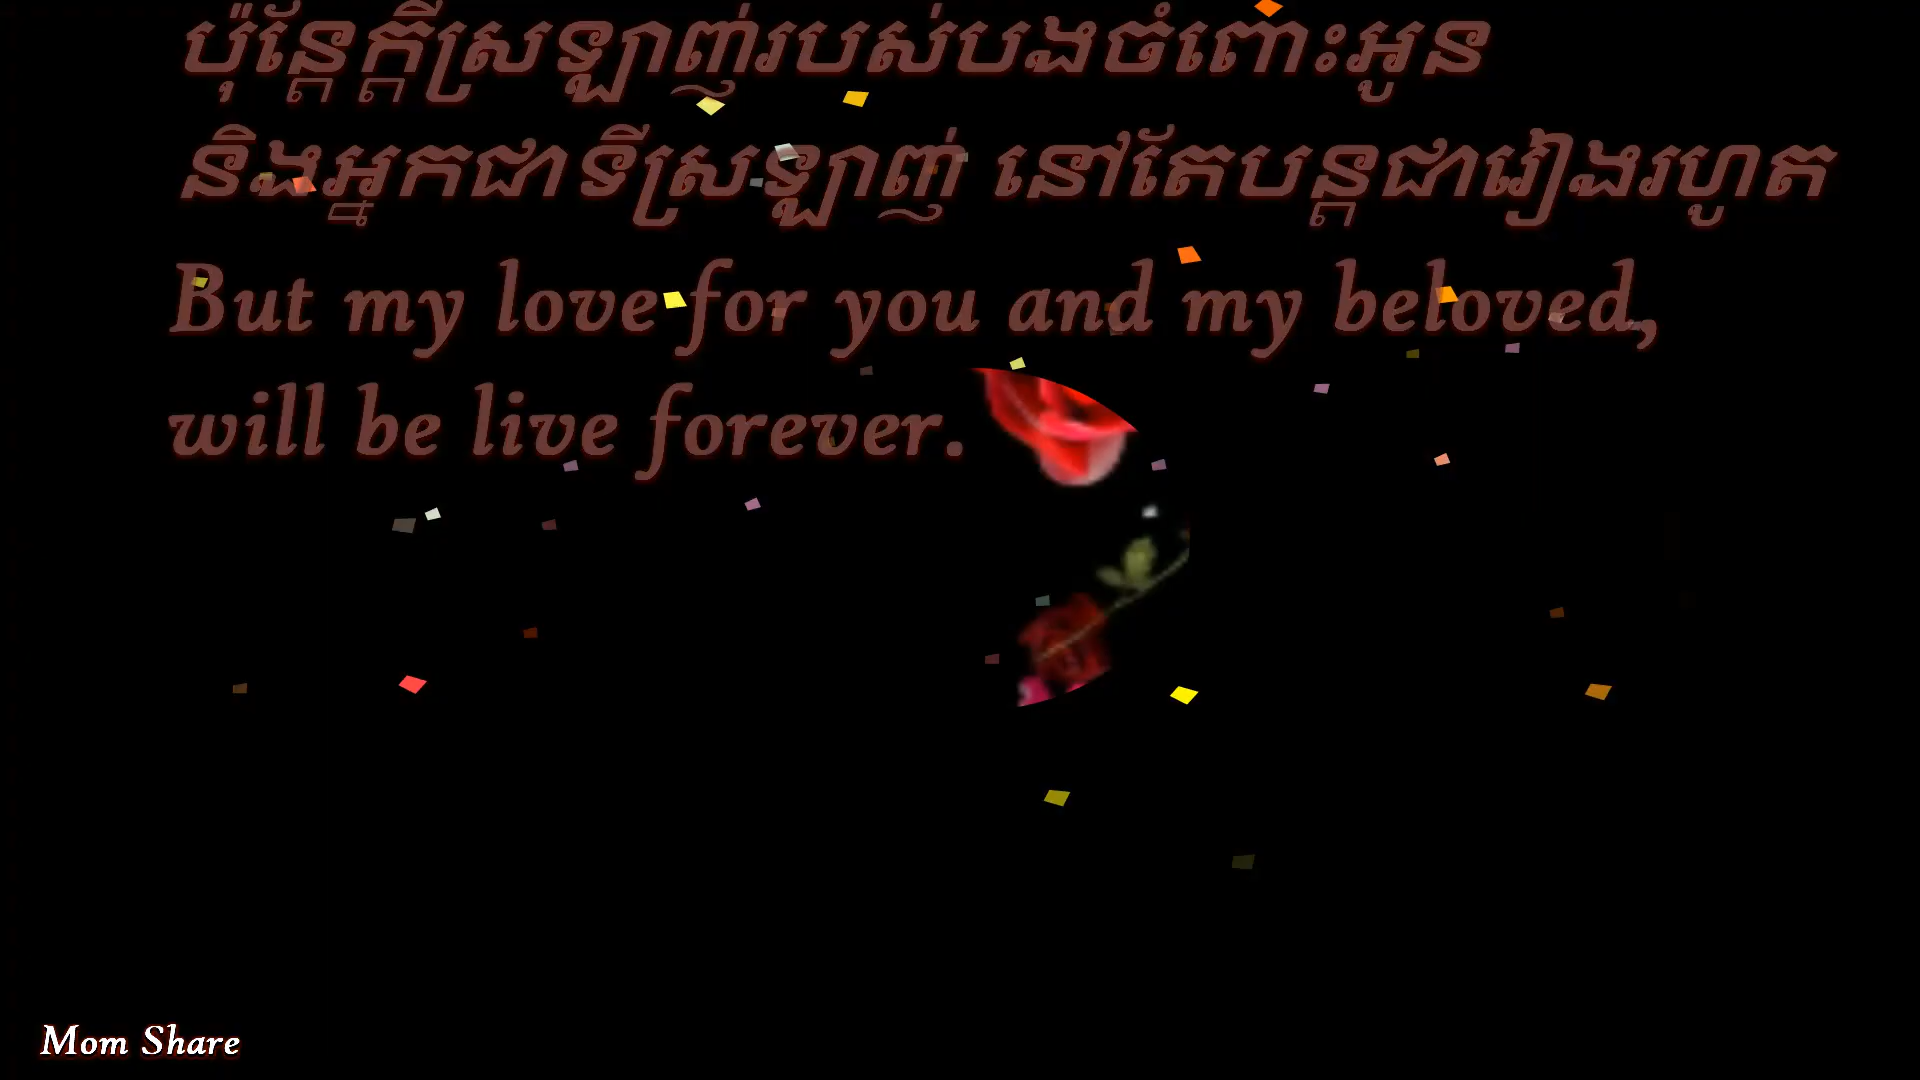 ប៉ុន្តែក្តីស្រឡាញ់របស់បងចំពោះអូន
និងអ្នកជាទីស្រឡាញ់ នៅតែបន្តជារៀងរហូត
But my love for you and my beloved,
will be live forever.
Mom Share